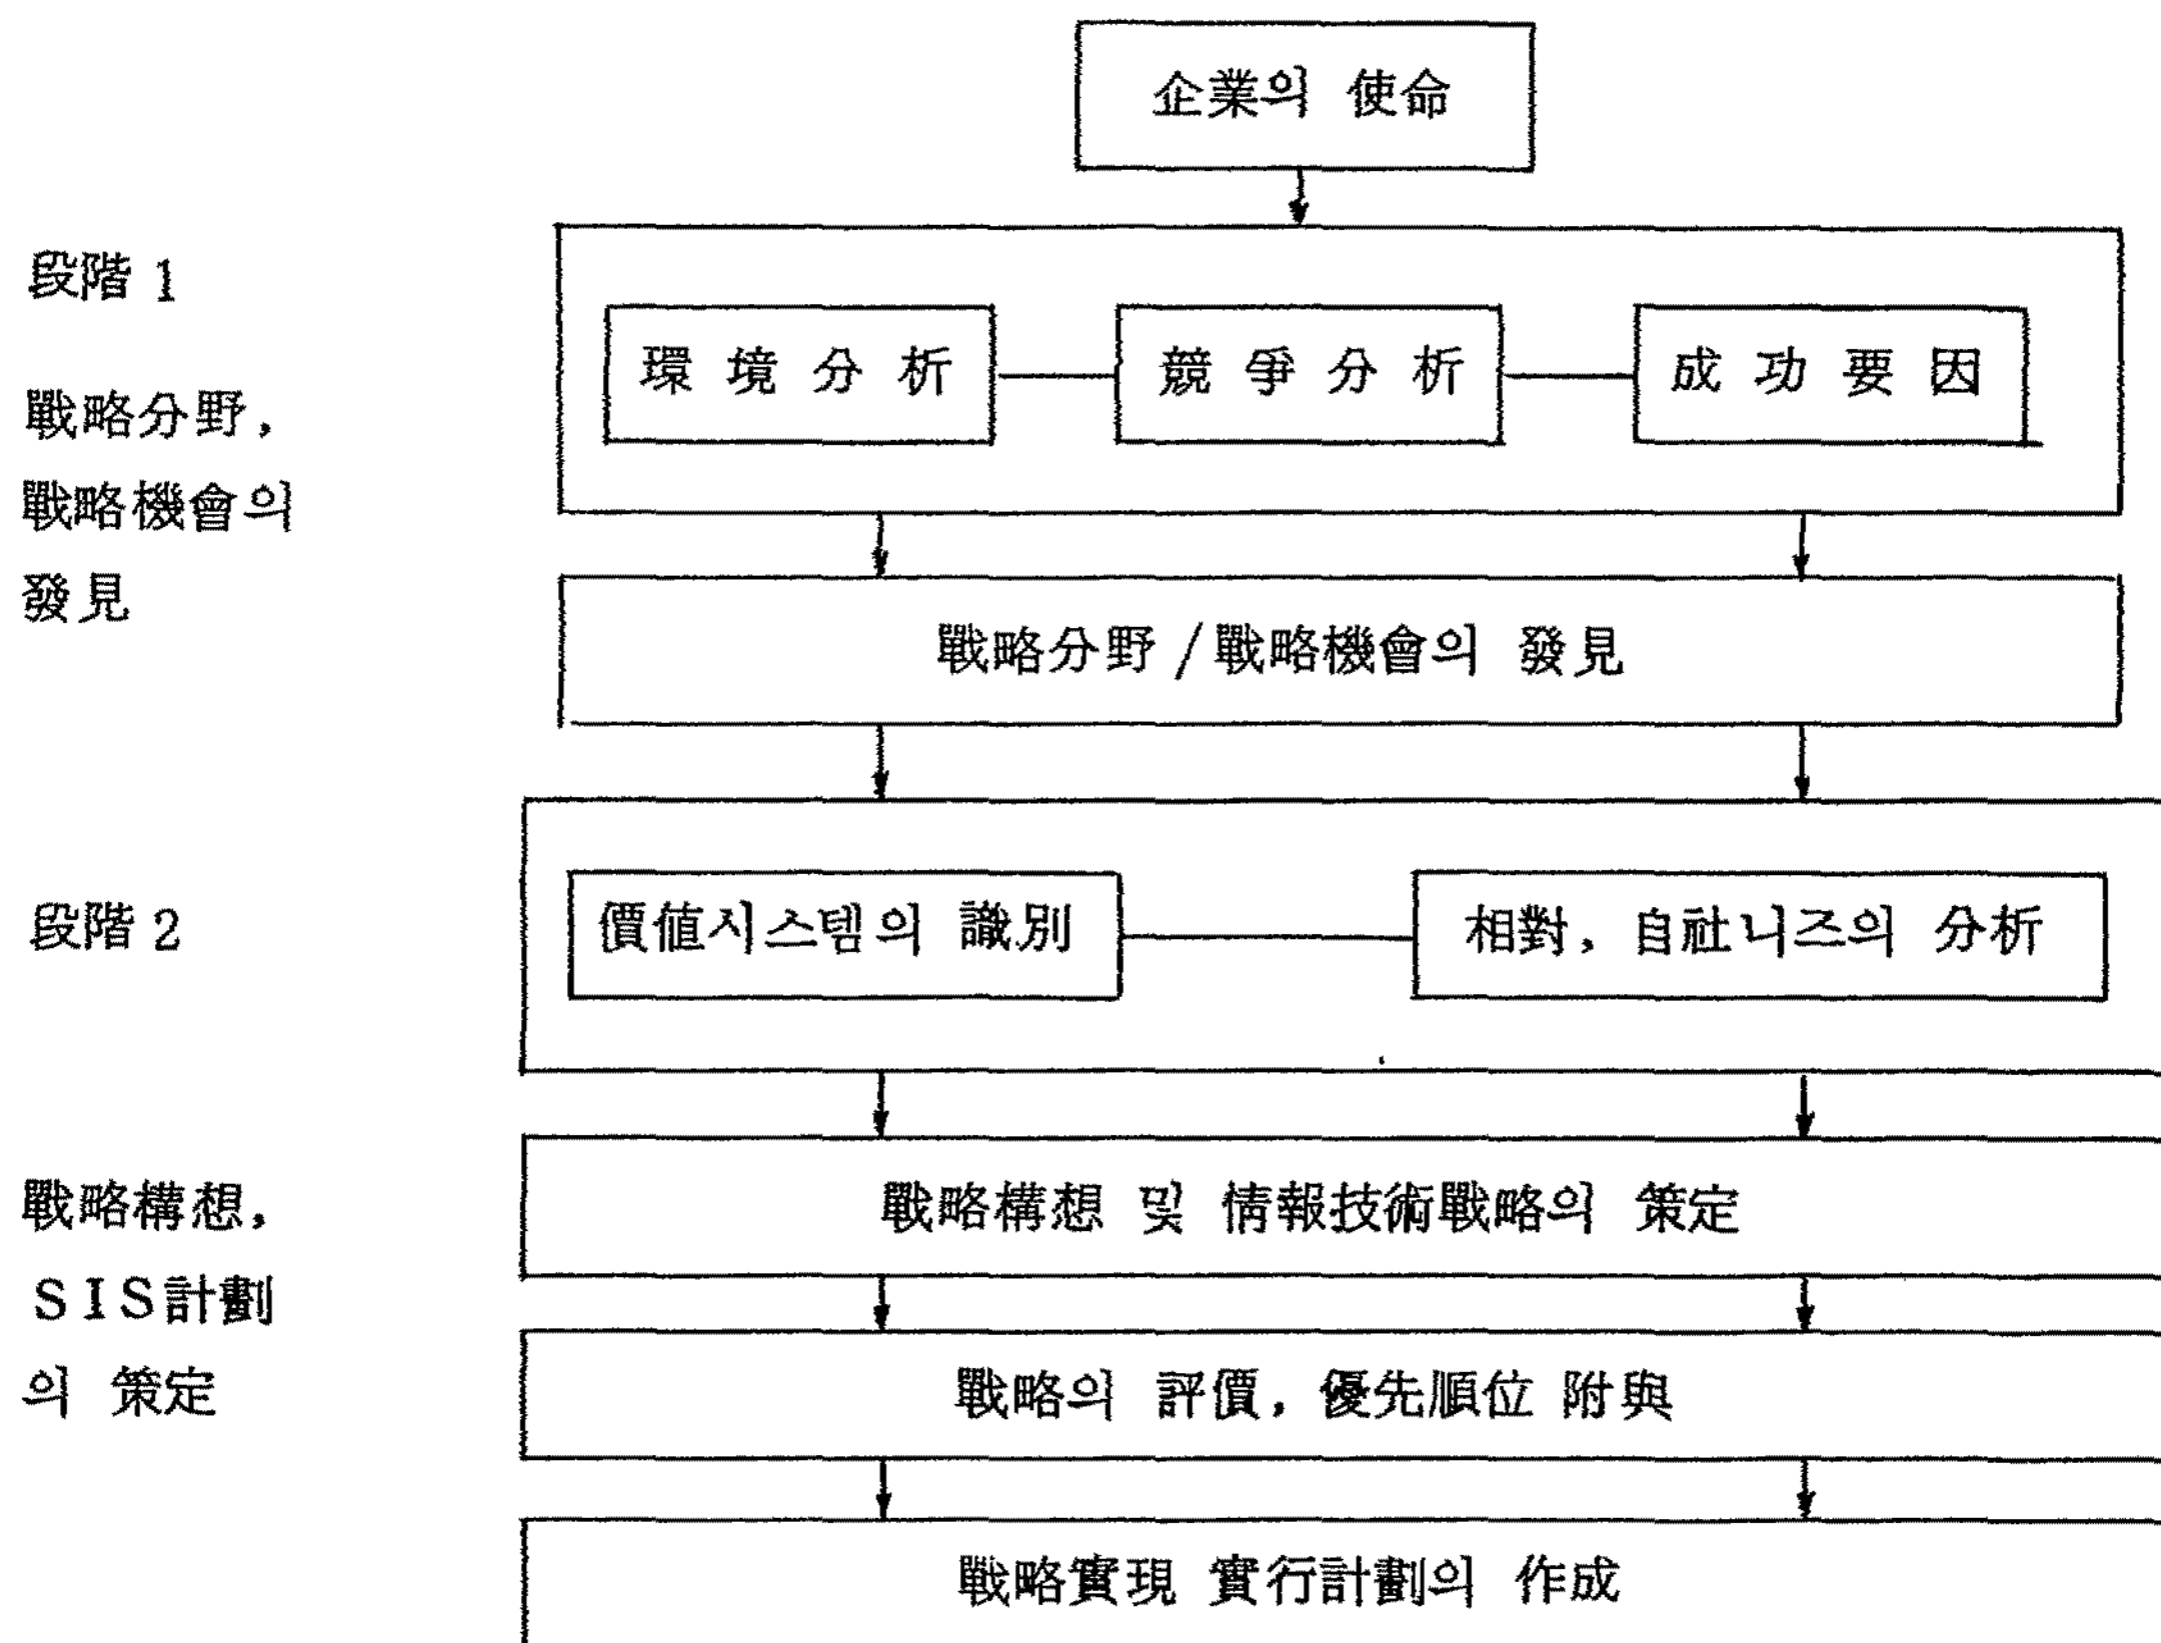 企業의 使命
段階 1
戰略分野,
戰略機會의
發見
環境分析
競爭分析
成功要因
戰略分野/戰略機會의 發見
段階 2
價値시스템의 識別
相對, 自社니즈의 分析
戰略構想,
SIS計劃
의 策定
戰略構想 및 情報技術戰略의 策定
戰略의 評價, 優先順位 附與
戰略實現 實行計劃의 作成